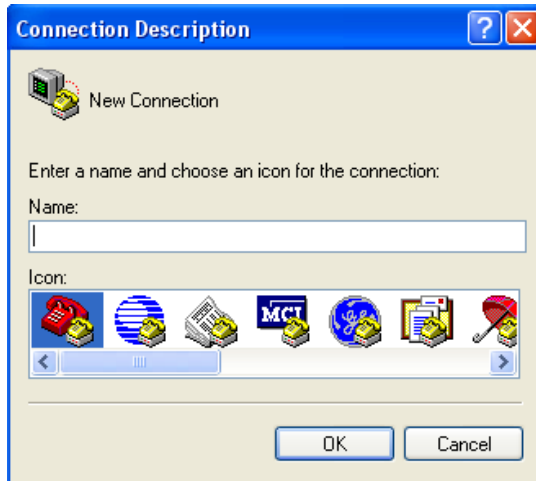 Connection Description
New Connection
Enter a name and choose an icon for the connection:
Name:
Icon:
MCI
OK
Cancel